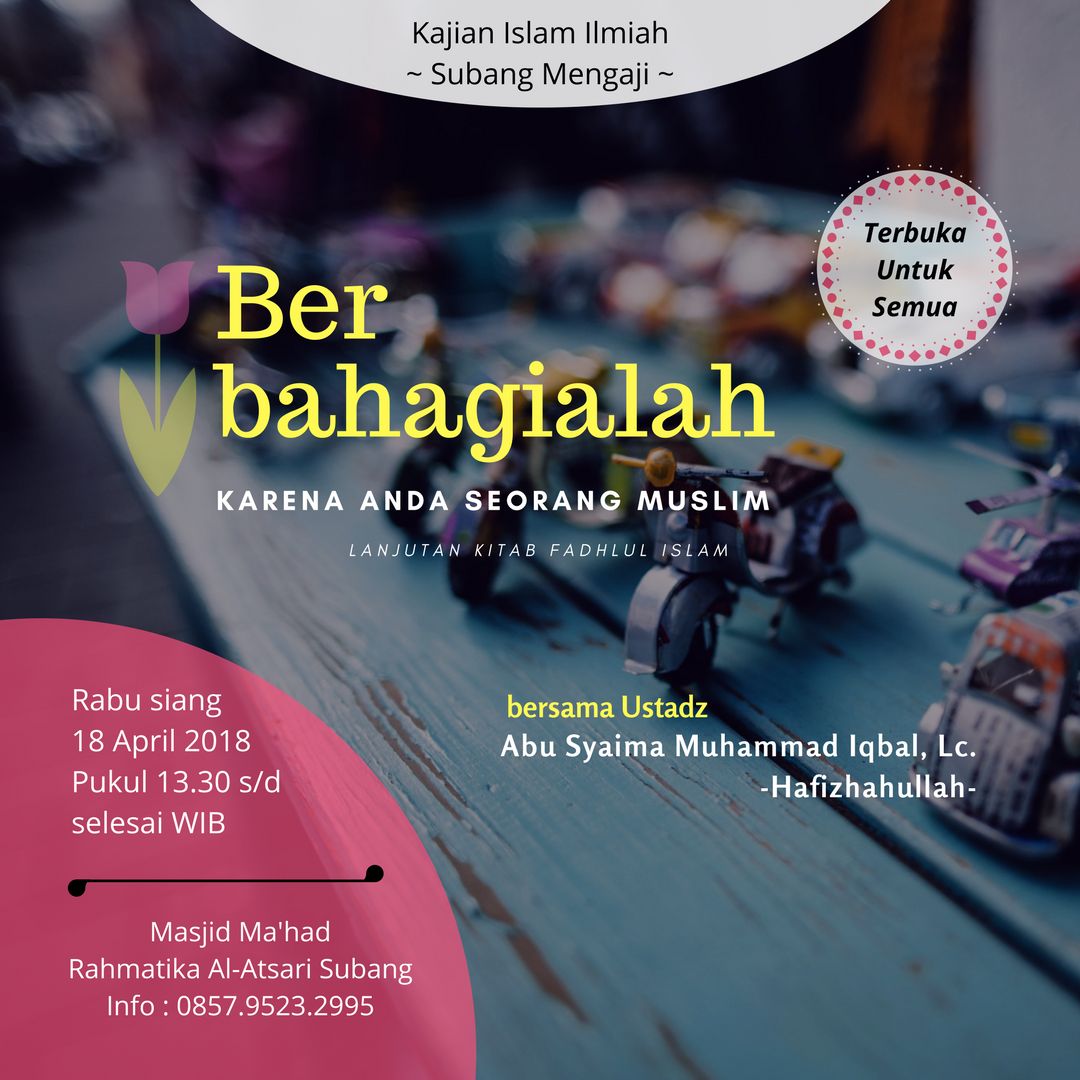 Kajian Islam Ilmiah
~ Subang Mengaji ~
Terbuka
Untuk
Semua
Ber
bahagialah
KARENA ANDA SEORANG MUSLIM
LANJUTAN KITAB FADHLUL ISLAM
bersama Ustadz
Abu Syaima Muhammad Iqbal, Lc.
-Hafizhahullah-
Rabu siang
18 April 2018
Pukul 13.30 s/d
selesai WIB
Masjid Ma'had
Rahmatika Al-Atsari Subang
Info : 0857.9523.2995